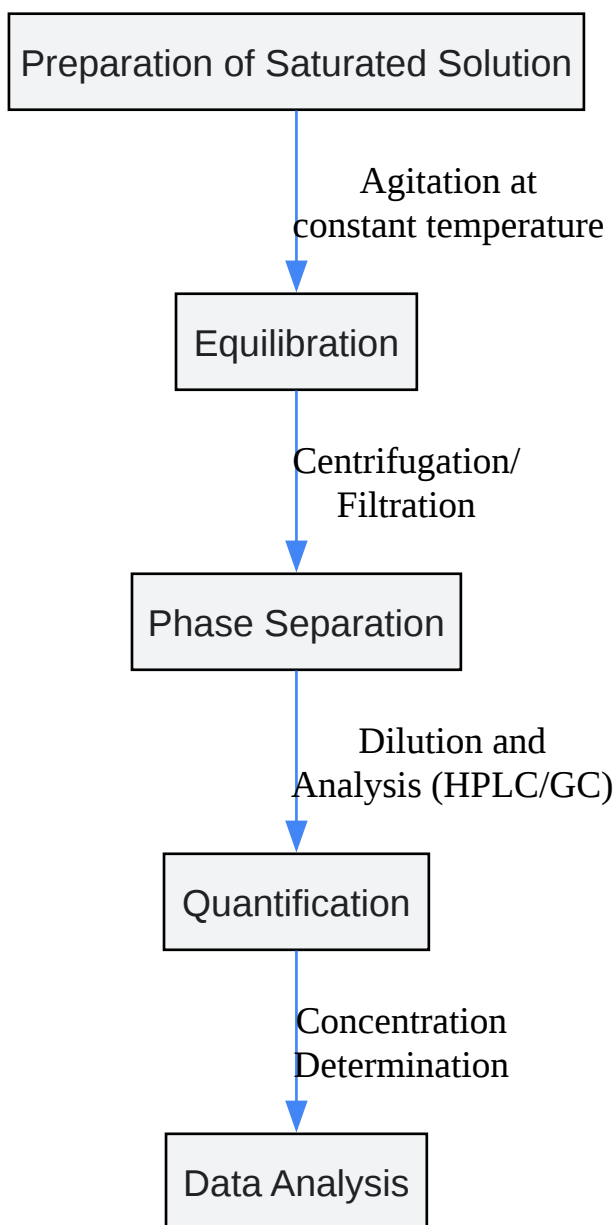 Preparation of Saturated Solution
Agitation at
constant temperature
Equilibration
Centrifugation/
Filtration
Phase Separation
Dilution and
Analysis (HPLC/GC)
Quantification
Concentration
Determination
Data Analysis